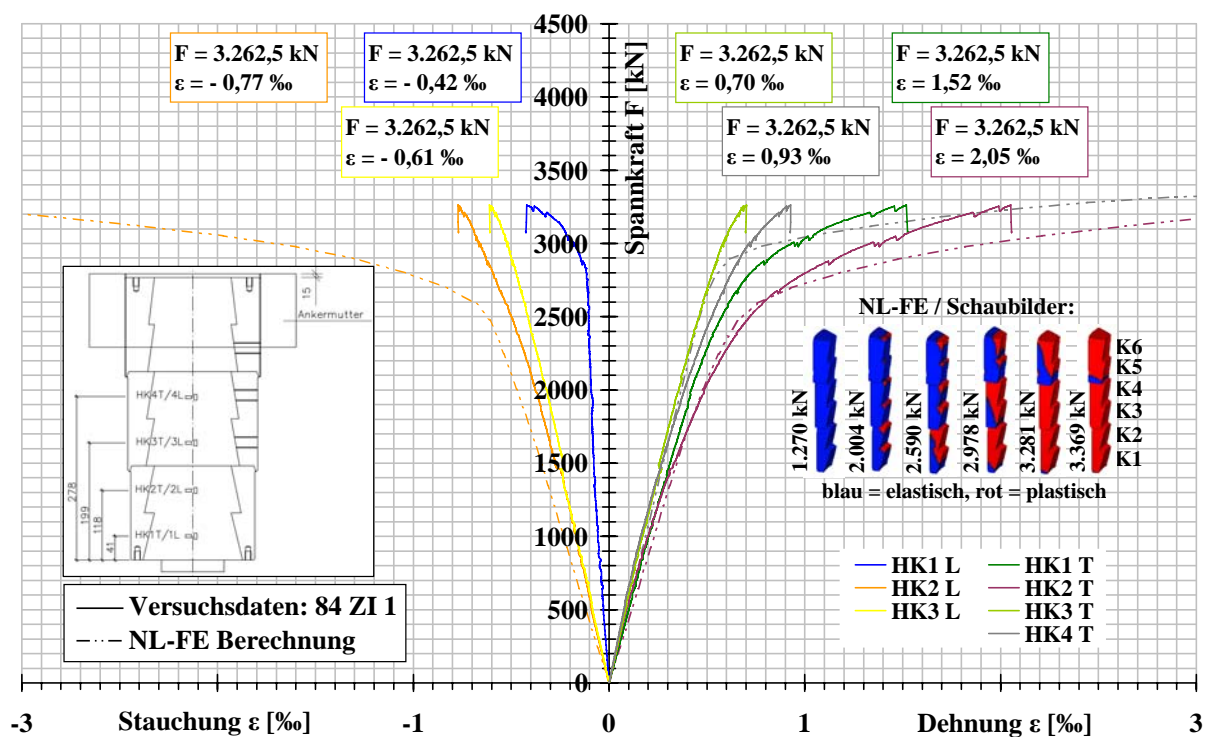 F = 3.262,5 kN
ε = - 0,77 ‰
F = 3.262,5 kN
ε = - 0,42 ‰
F = 3.262,5 kN
ε = - 0,61 ‰
F = 3.262,5 kN
ε = 0,70 ‰
F = 3.262,5 kN
ε = 1,52 ‰
F = 3.262,5 kN
ε = 0,93 ‰
F = 3.262,5 kN
ε = 2,05 ‰
Spannkraft F [kN]
4500
4000
3500
3000
2500
2000
1500
1000
500
0
15
Ankermutter
HK4T/4L
HK3T/3L
HK2T/2L
HK1T/1L
278
199
118
41
Versuchsdaten: 84 ZI 1
NL-FE Berechnung
NL-FE / Schaubilder:
1.270 kN
2.004 kN
2.590 kN
2.978 kN
3.281 kN
3.369 kN
K6
K5
K4
K3
K2
K1
blau = elastisch, rot = plastisch
HK1 L
HK2 L
HK3 L
HK1 T
HK2 T
HK3 T
HK4 T
-3
-1
0
1
3
Stauchung ε [‰]
Dehnung ε [‰]